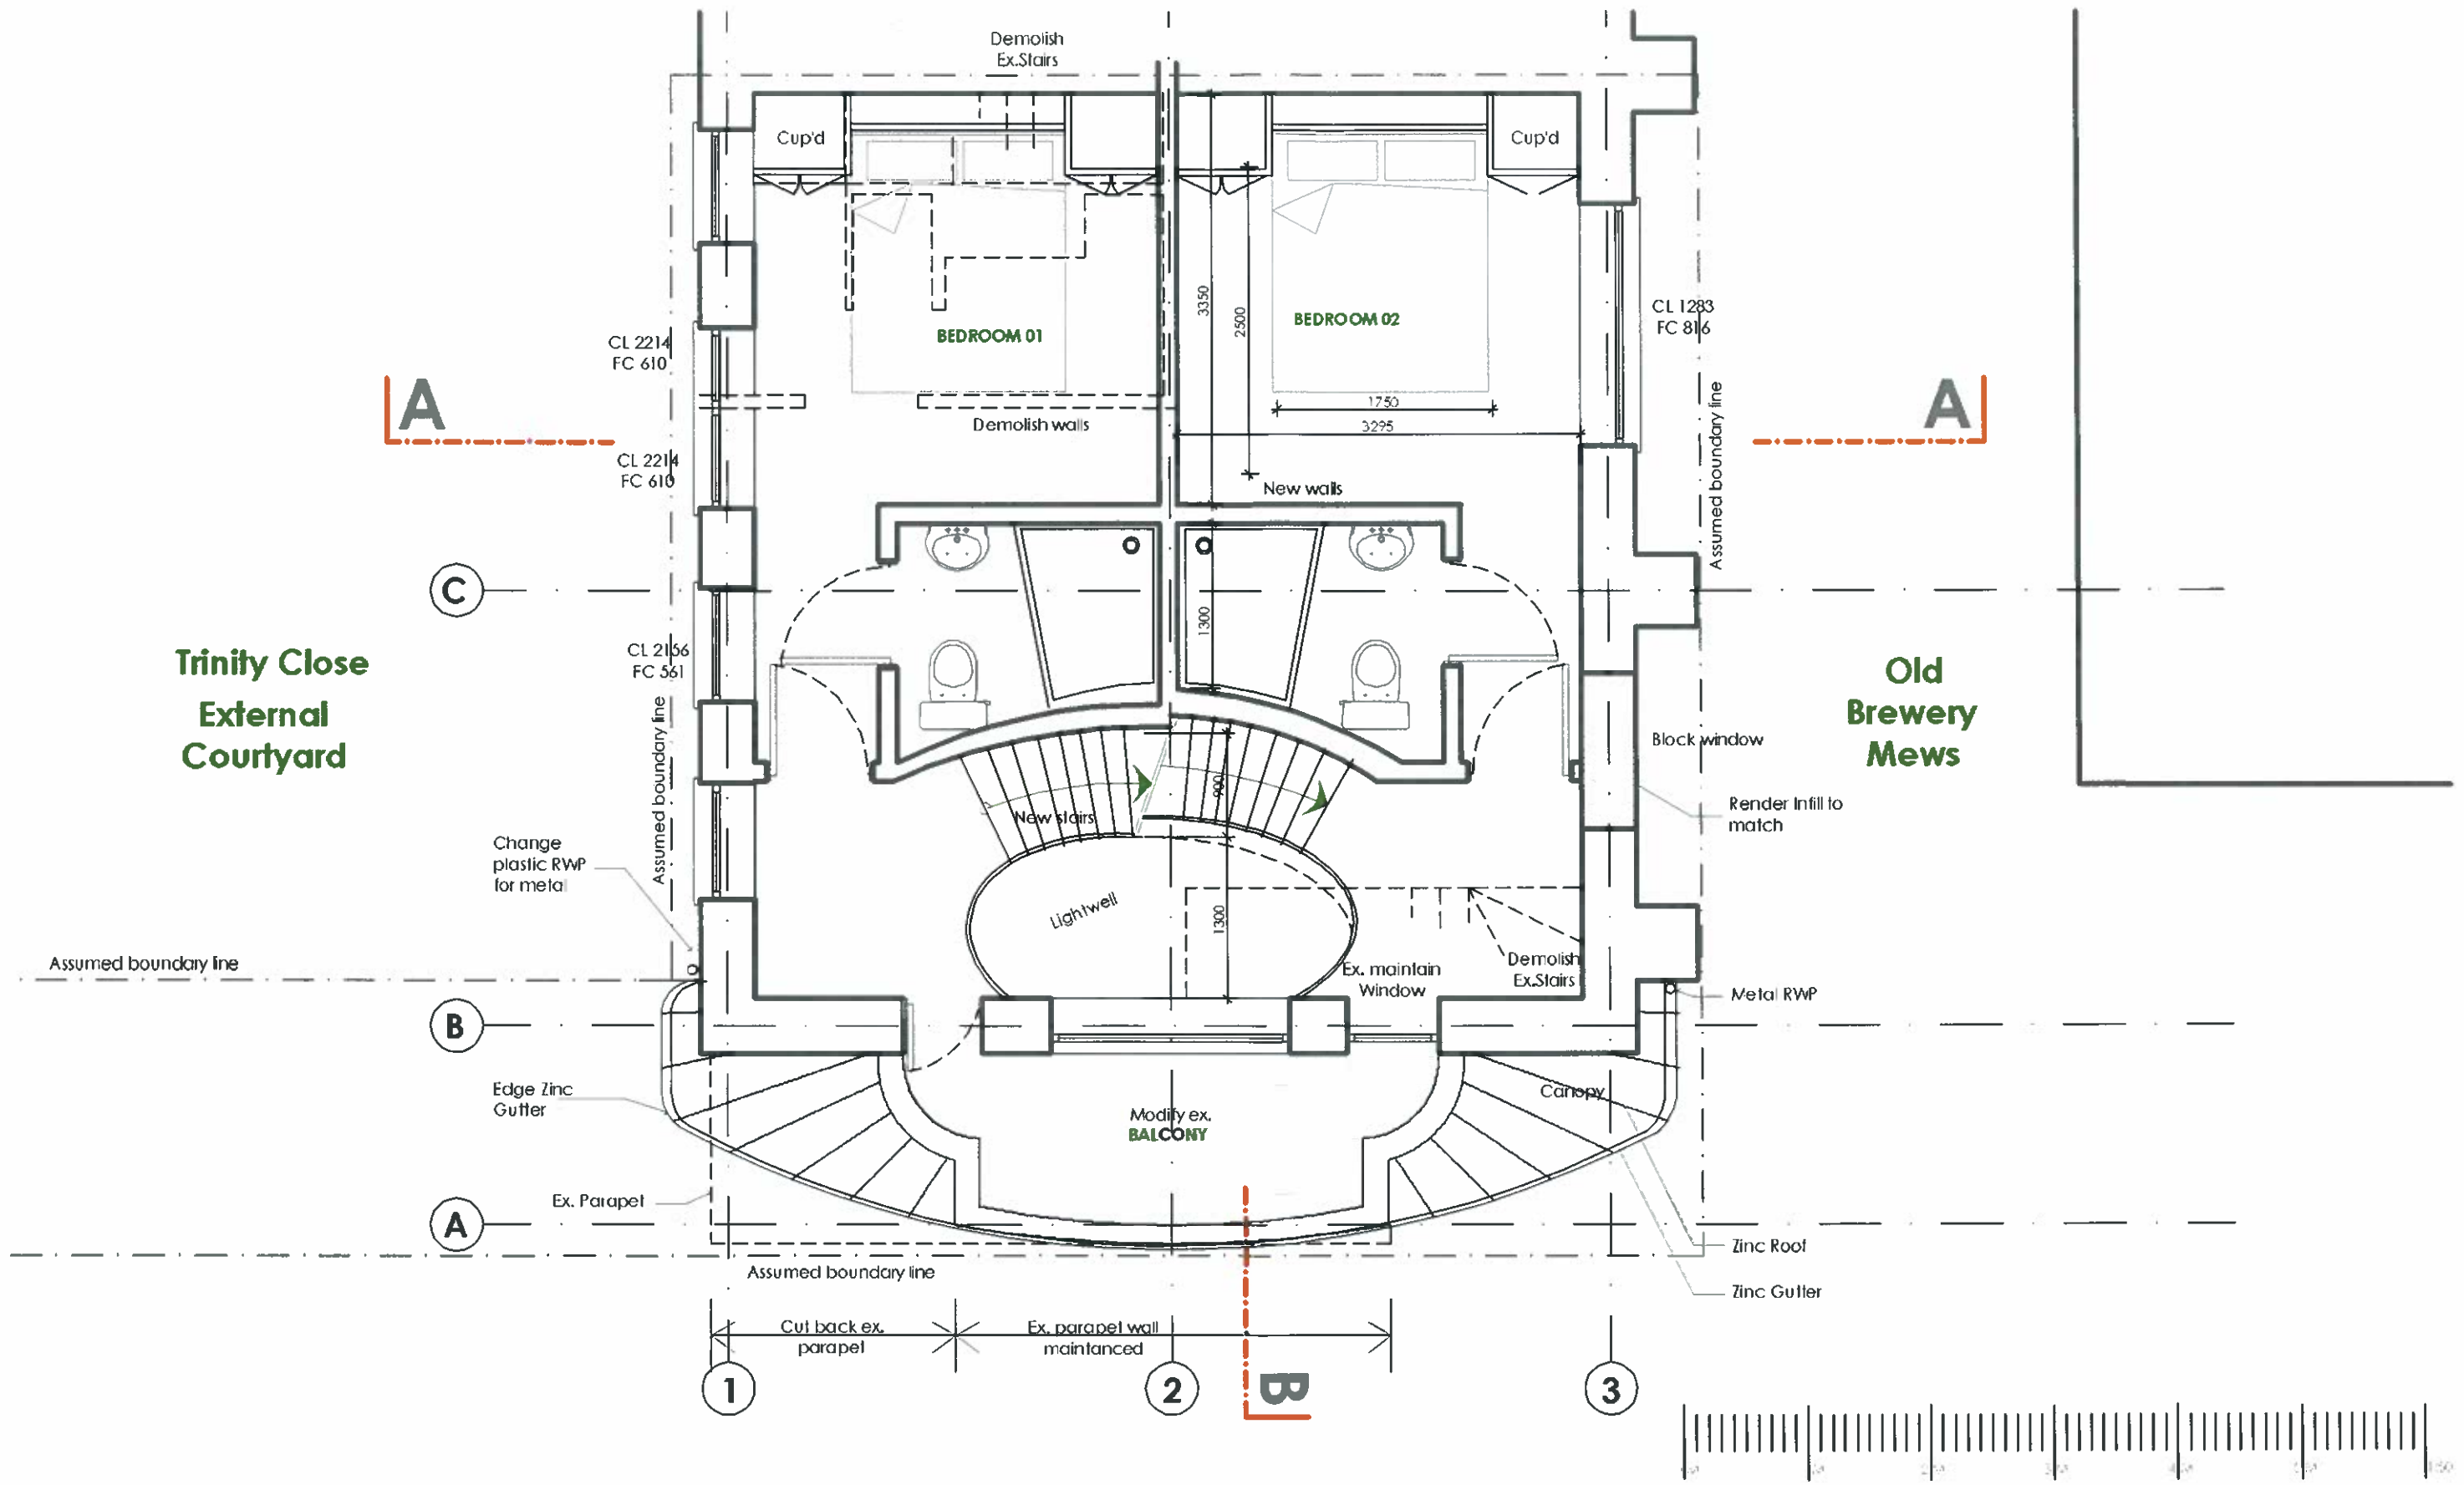 Demolish
Ex.Stairs
Cup'd
Cup'd
3350
2500
BEDROOM 01
BEDROOM 02
CL 2214
FC 610
CL 1283
FC 816
A
A
1750
3295
Demolish walls
CL 2214
FC 610
New walls
Assumed boundary line
C
1300
CL 2166
FC 561
Trinity Close
External
Courtyard
Old
Brewery
Mews
Assumed boundary line
Block window
900
New stairs
Render Infill to
match
Change
plastic RWP
for metal
Lightwell
1300
Assumed boundary line
Ex. maintain
Window
Demolish
Ex.Stairs
Metal RWP
B
Edge Zinc
Gutter
Canopy
Modify ex.
BALCONY
Ex. Parapet
A
Zinc Roof
Assumed boundary line
Zinc Gutter
Cut back ex.
parapet
Ex. parapet wall
maintanced
1
2
B
3